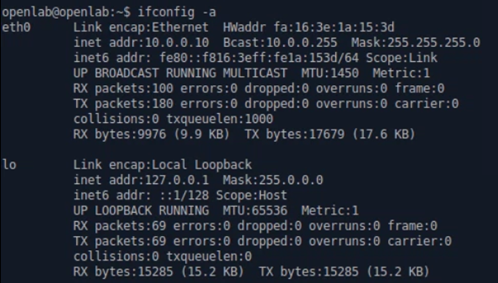 openlab@openlab:~$ ifconfig -a
eth0      Link encap:Ethernet  HWaddr fa:16:3e:1a:15:3d
          inet addr:10.0.0.10  Bcast:10.0.0.255  Mask:255.255.255.0
          inet6 addr: fe80::f816:3eff:fe1a:153d/64 Scope:Link
          UP BROADCAST RUNNING MULTICAST  MTU:1450  Metric:1
          RX packets:100 errors:0 dropped:0 overruns:0 frame:0
          TX packets:180 errors:0 dropped:0 overruns:0 carrier:0
          collisions:0 txqueuelen:1000
          RX bytes:9976 (9.9 KB)  TX bytes:17679 (17.6 KB)

lo        Link encap:Local Loopback
          inet addr:127.0.0.1  Mask:255.0.0.0
          inet6 addr: ::1/128 Scope:Host
          UP LOOPBACK RUNNING  MTU:65536  Metric:1
          RX packets:69 errors:0 dropped:0 overruns:0 frame:0
          TX packets:69 errors:0 dropped:0 overruns:0 carrier:0
          collisions:0 txqueuelen:0
          RX bytes:15285 (15.2 KB)  TX bytes:15285 (15.2 KB)